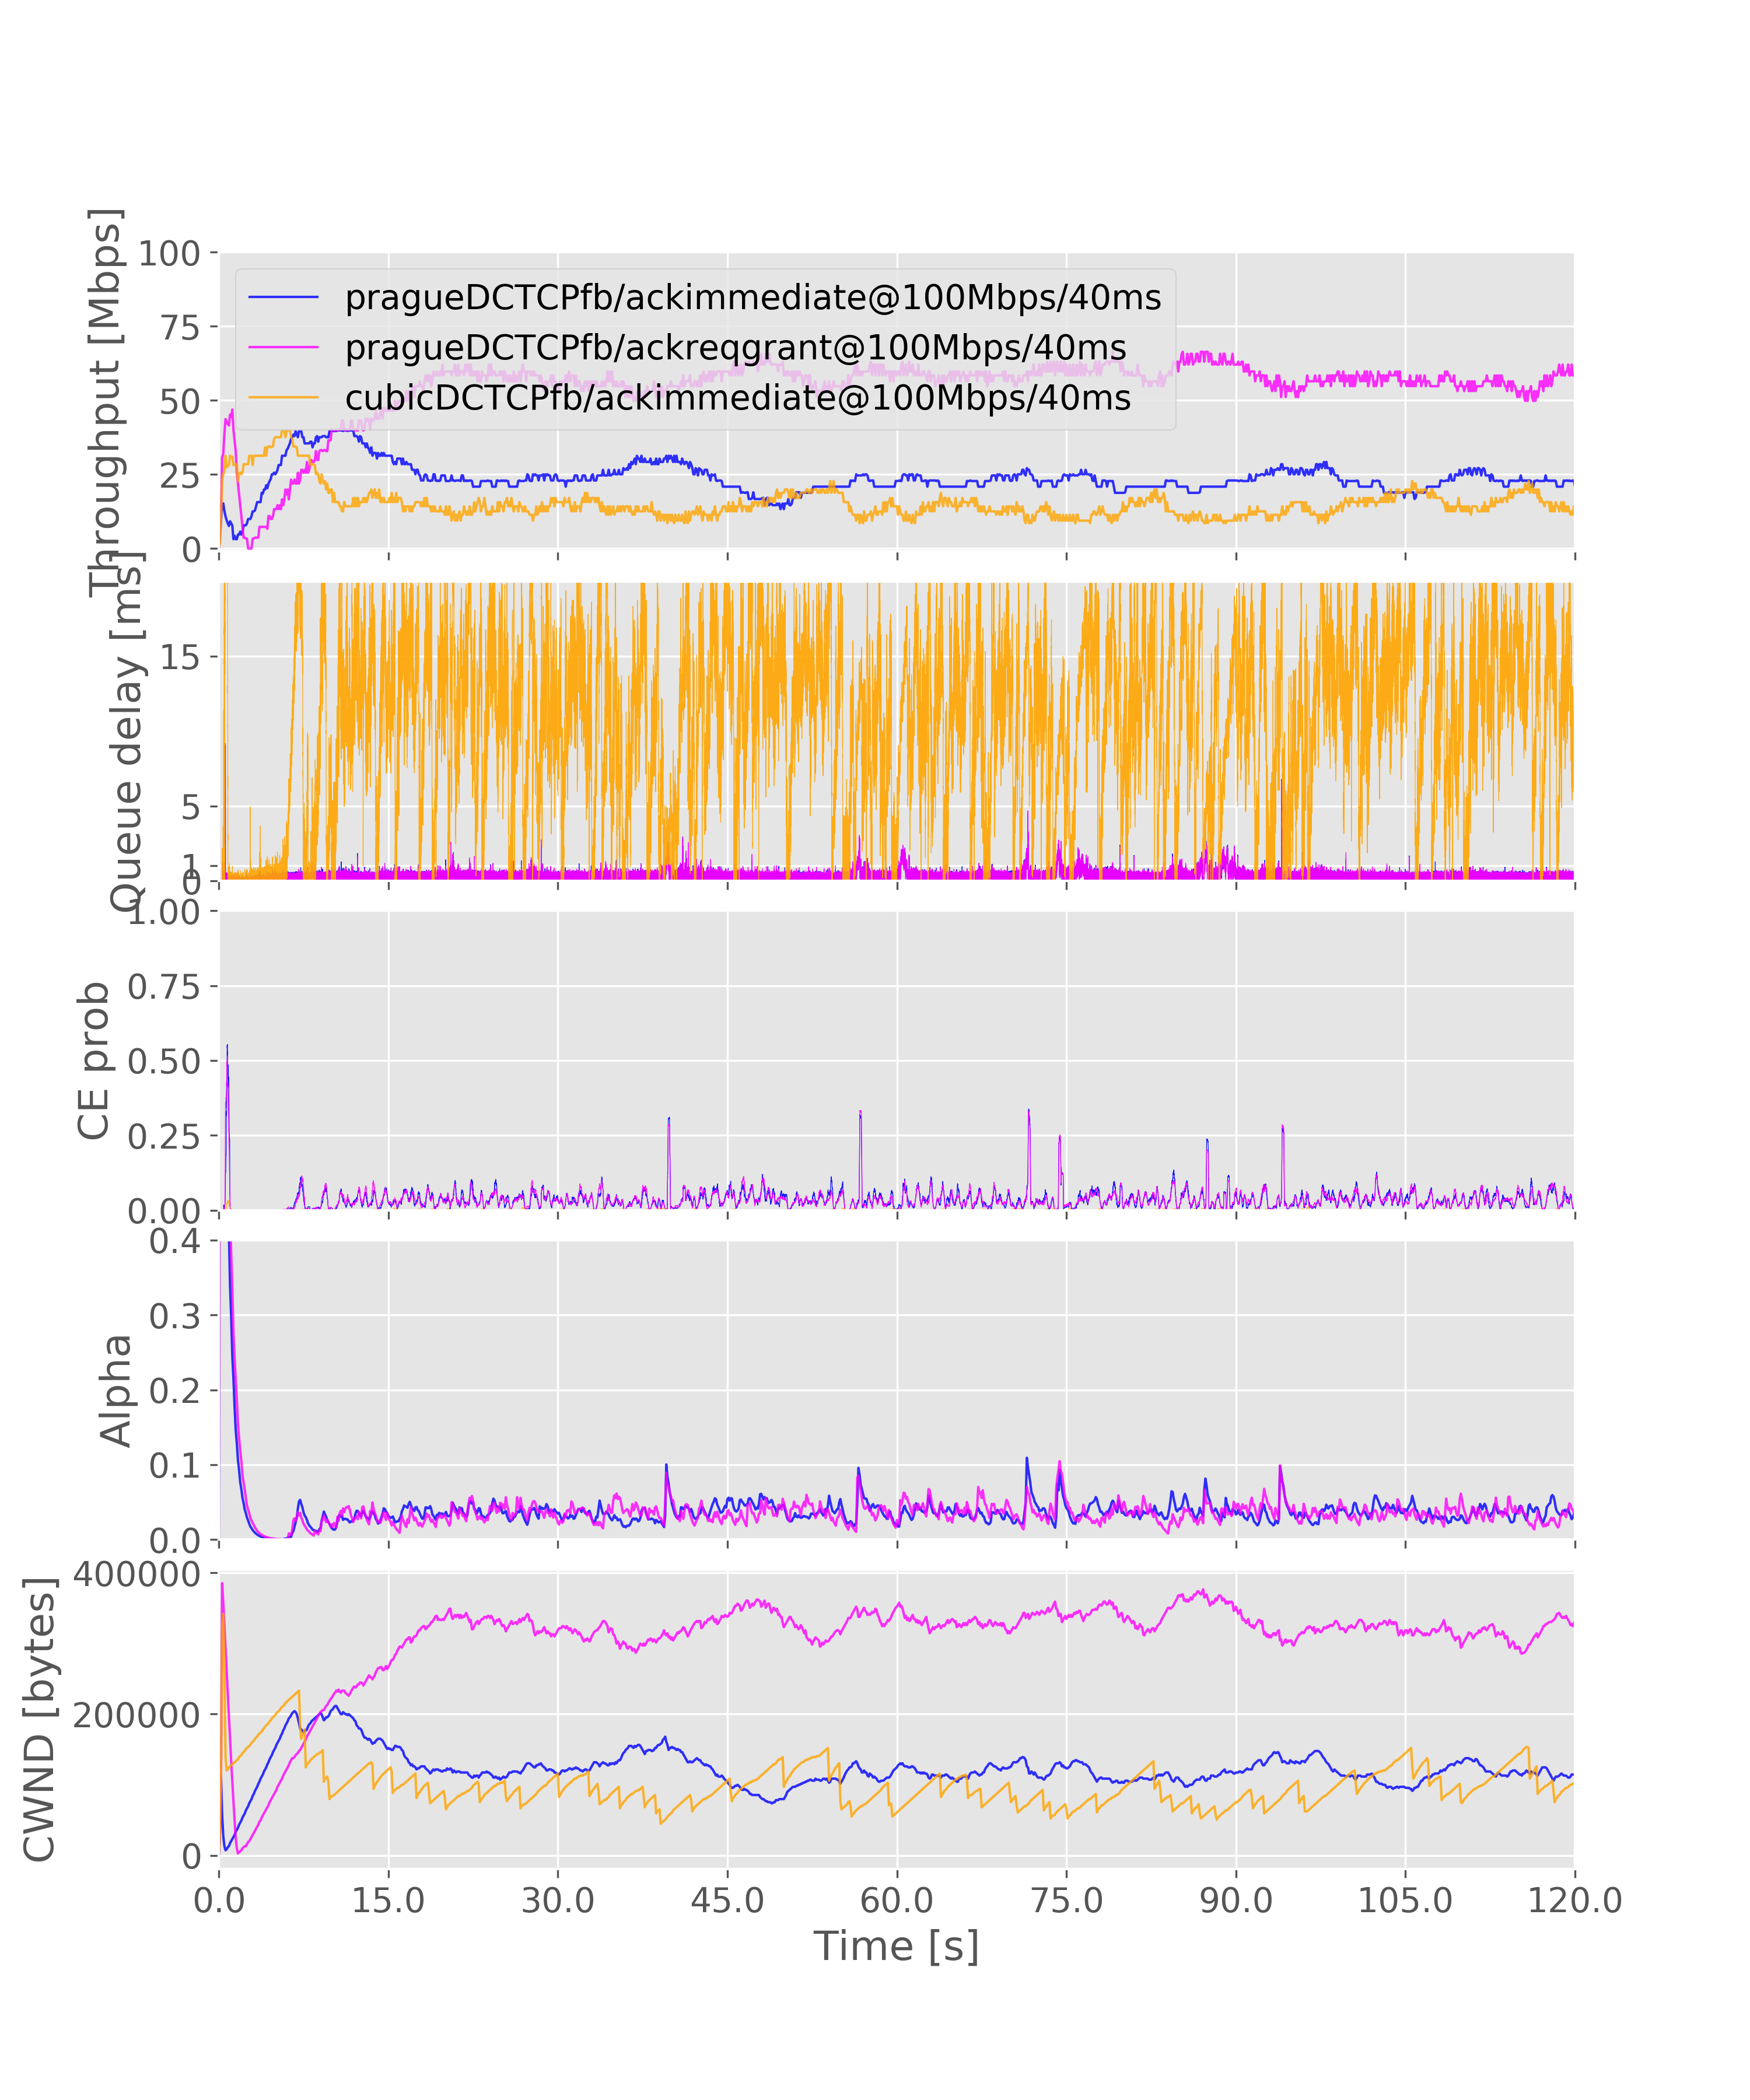 Throughput [Mbps]
100
75
50
25
0
pragueDCTCPfb/ackimmediate@100Mbps/40ms
pragueDCTCPfb/ackreqgrant@100Mbps/40ms
cubicDCTCPfb/ackimmediate@100Mbps/40ms
Queue delay [ms]
15
5
1
0
CE prob
1.00
0.75
0.50
0.25
0.00
Alpha
0.4
0.3
0.2
0.1
0.0
CWND [bytes]
400000
200000
0
0.0 15.0 30.0 45.0 60.0 75.0 90.0 105.0 120.0
Time [s]